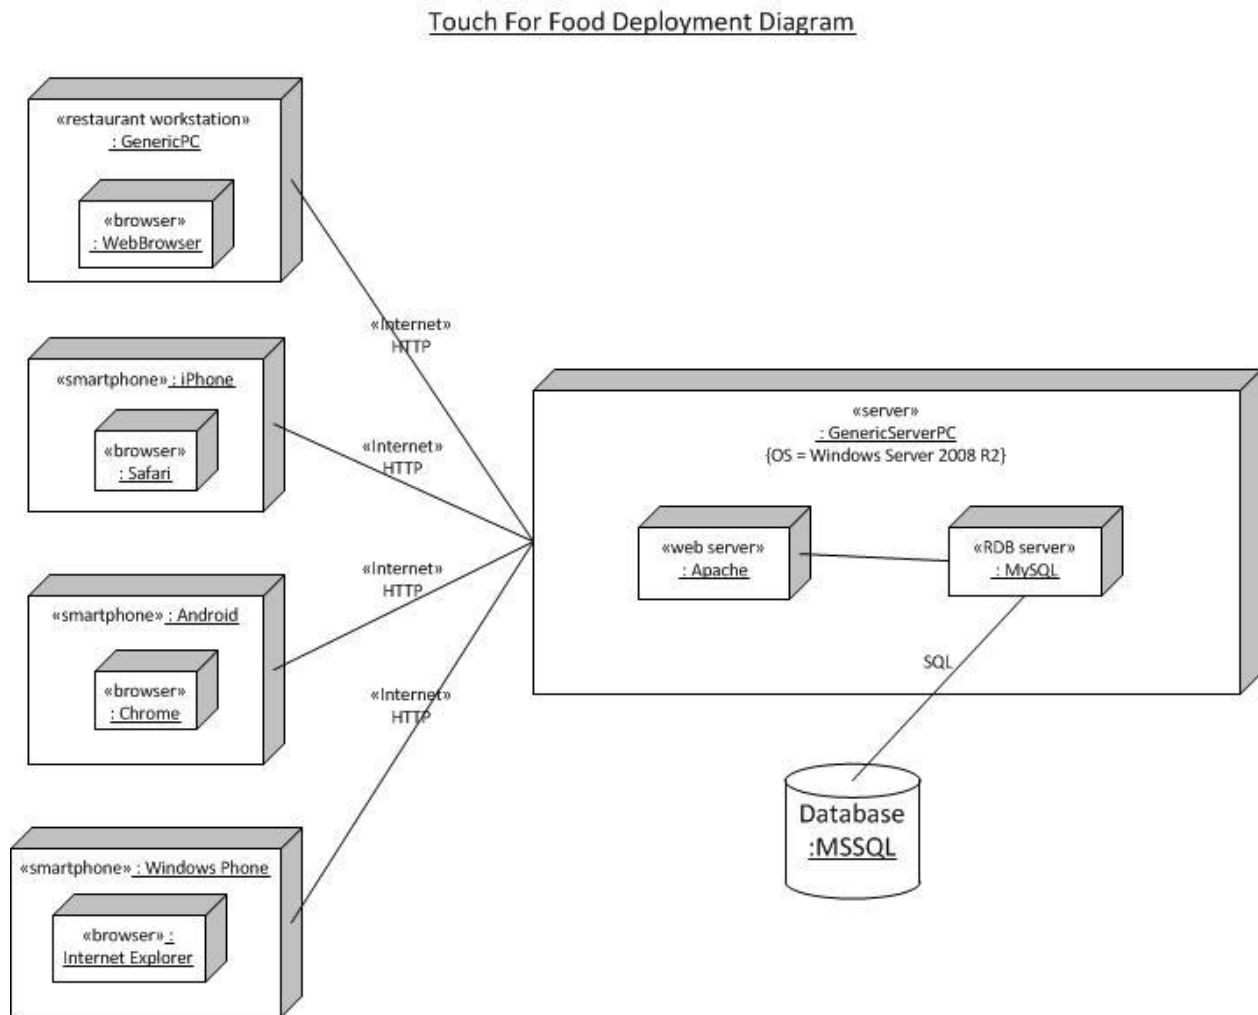 Touch For Food Deployment Diagram
«restaurant workstation»
: GenericPC
«browser»
: WebBrowser
«Internet»
HTTP
«smartphone» : iPhone
«browser»
: Safari
«Internet»
HTTP
«server»
: GenericServerPC
{OS = Windows Server 2008 R2}
«web server»
: Apache
«RDB server»
: MySQL
«Internet»
HTTP
«smartphone» : Android
«browser»
: Chrome
SQL
«Internet»
HTTP
Database
:MSSQL
«smartphone» : Windows Phone
«browser» :
Internet Explorer